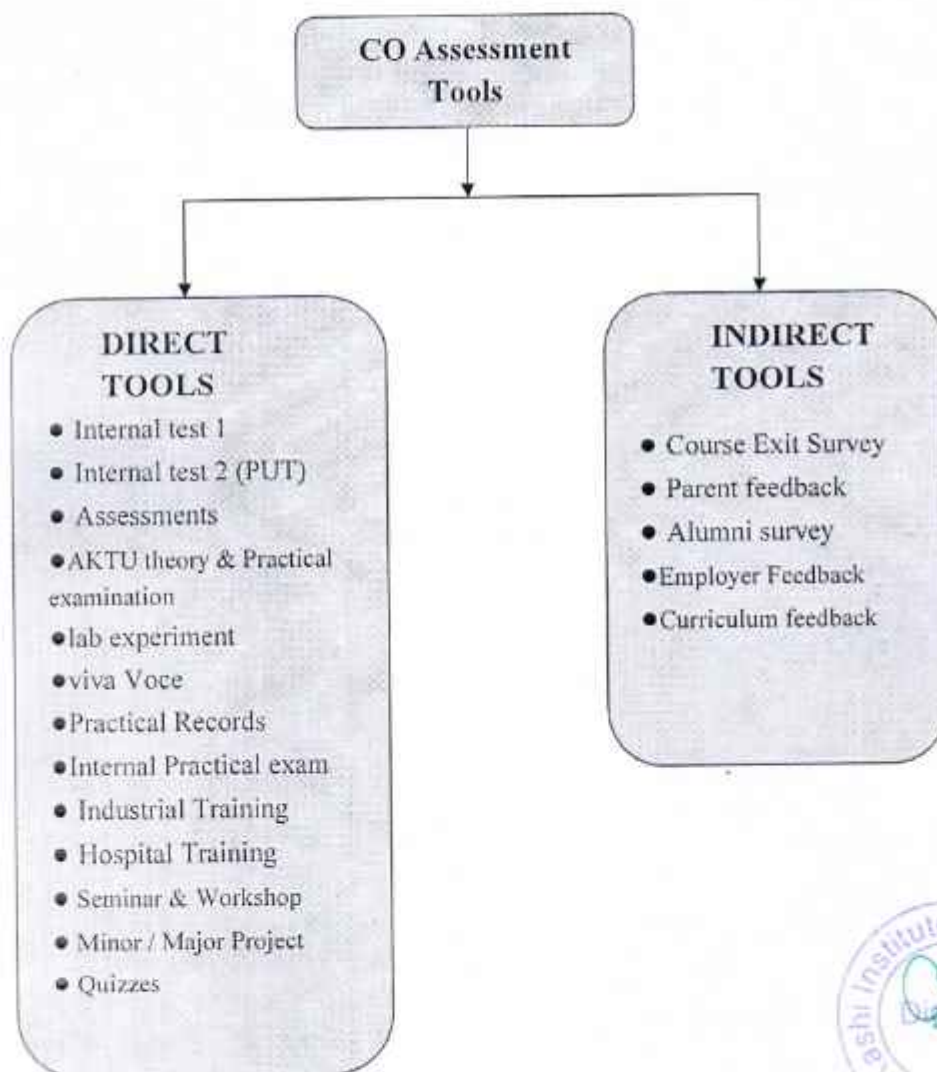 CO Assessment
Tools
DIRECT
TOOLS
• Internal test 1
• Internal test 2 (PUT)
• Assessments
• AKTU theory & Practical
examination
• lab experiment
• viva Voce
• Practical Records
• Internal Practical exam
• Industrial Training
• Hospital Training
• Seminar & Workshop
• Minor / Major Project
• Quizzes
INDIRECT
TOOLS
• Course Exit Survey
• Parent feedback
• Alumni survey
• Employer Feedback
• Curriculum feedback